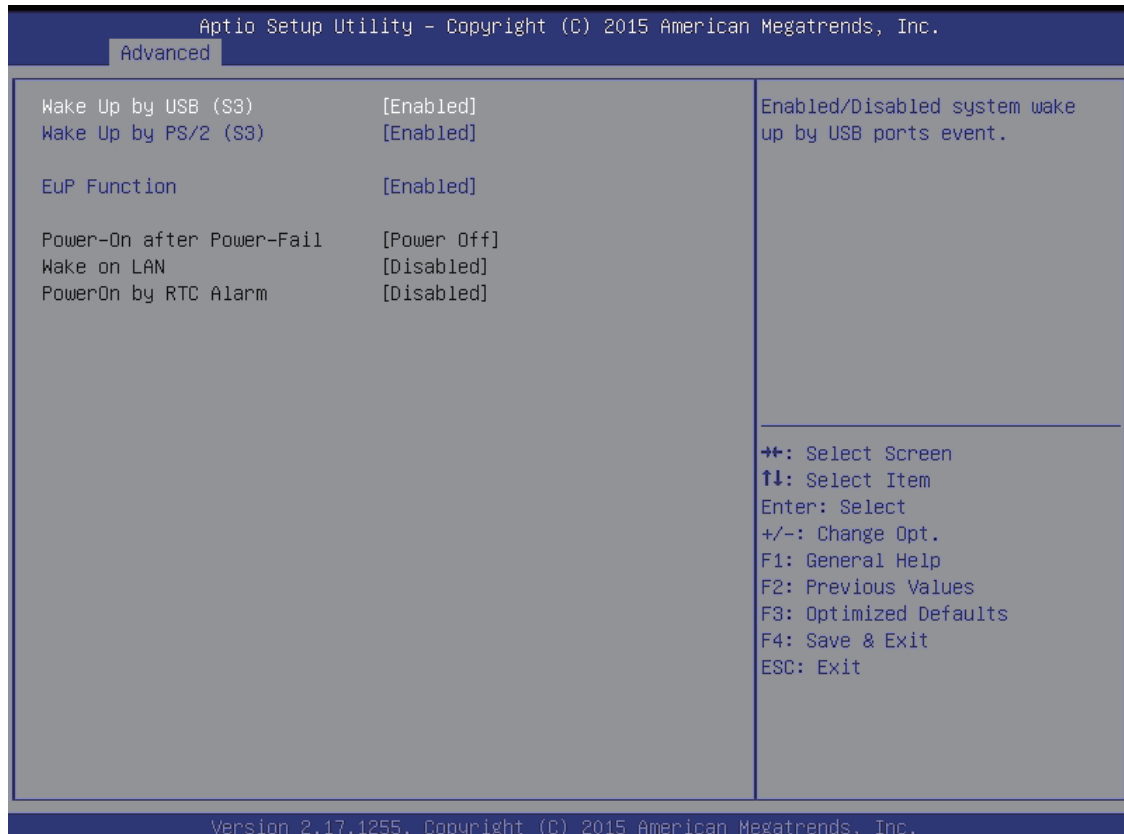 Aptio Setup Utility – Copyright (C) 2015 American Megatrends, Inc.
Advanced
Wake Up by USB (S3) [Enabled]
Wake Up by PS/2 (S3) [Enabled]
EuP Function [Enabled]
Power-On after Power-Fail [Power Off]
Wake on LAN [Disabled]
PowerOn by RTC Alarm [Disabled]
Enabled/Disabled system wake
up by USB ports event.
→←: Select Screen
↑↓: Select Item
Enter: Select
+/-: Change Opt.
F1: General Help
F2: Previous Values
F3: Optimized Defaults
F4: Save & Exit
ESC: Exit
Version 2.17.1255. Copyright (C) 2015 American Megatrends, Inc.